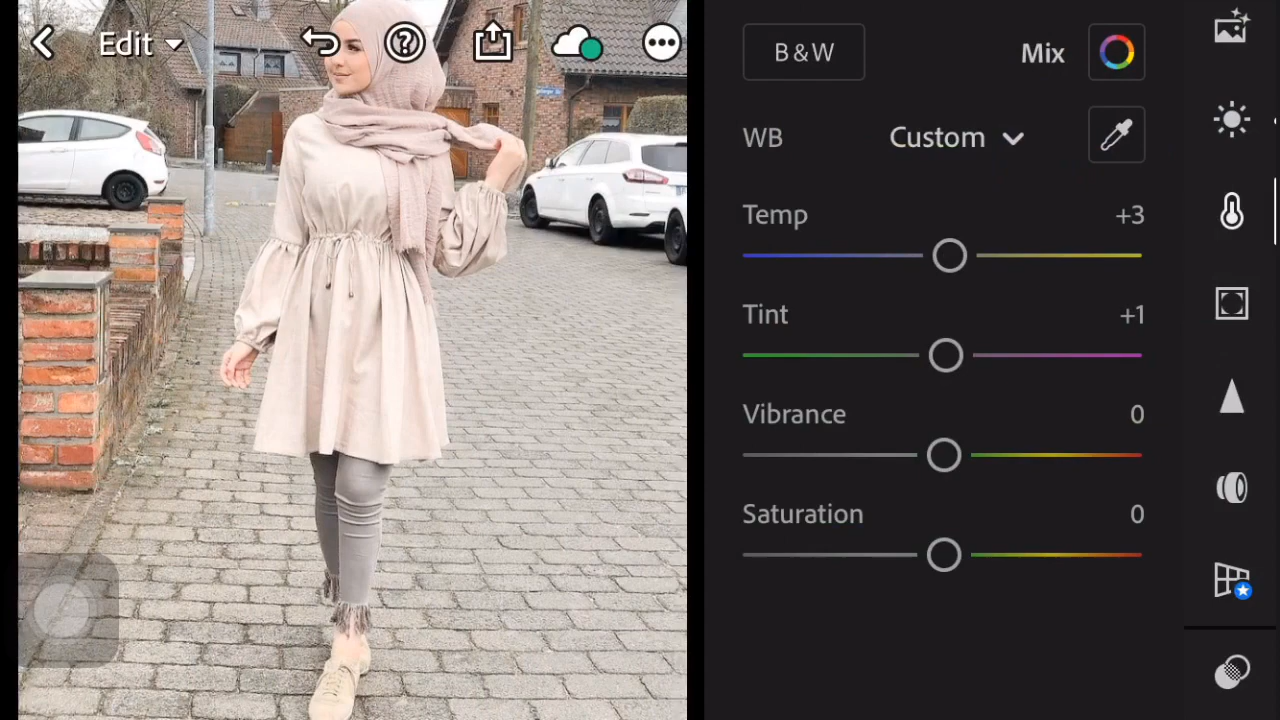 Edit
B&W
Mix
WB
Custom
Temp
+3
Tint
+1
Vibrance
0
Saturation
0